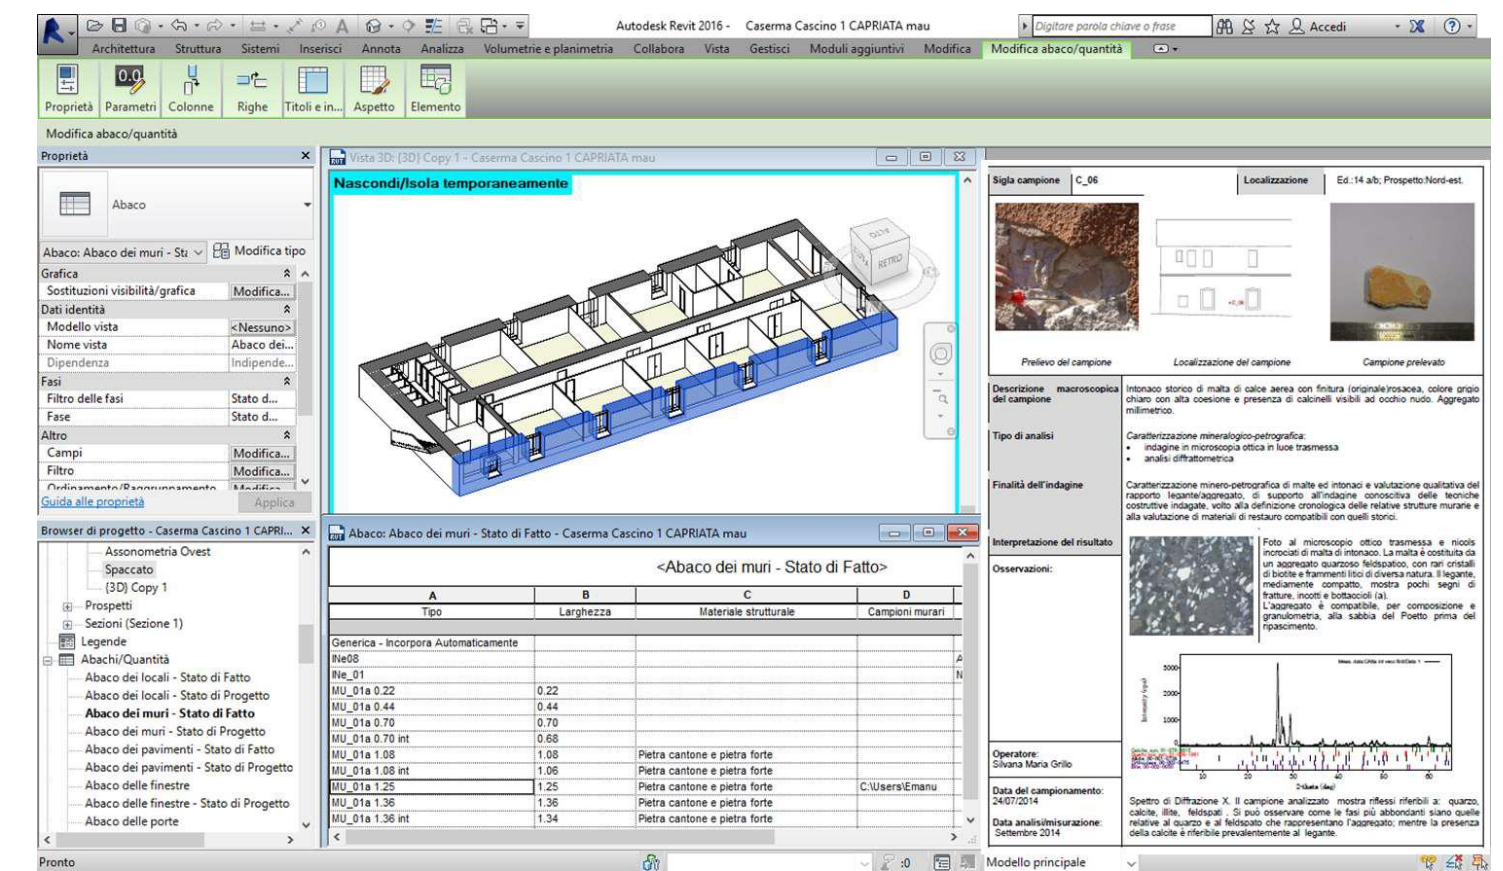 Autodesk Revit 2016 - Caserma Cascino 1 CAPRIATA mau
Digitare parola chiave o frase
Accedi
Architettura Struttura Sistemi Inserisci Annota Analizza Volumetrie e planimetria Collabora Vista Gestisci Moduli aggiuntivi Modifica Modifica abaco/quantità
Proprietà Parametri Colonne Righe Titoli e in... Aspetto Elemento
Modifica abaco/quantità
Proprietà
Abaco
Abaco: Abaco dei muri - Sta
Modifica tipo
Grafica
Sostituzioni visibilità/grafica Modifica...
Dati identità
Modello vista <Nessuno>
Nome vista Abaco dei...
Dipendenza Indipende...
Fasi
Filtro delle fasi Stato d...
Fase Stato d...
Altro
Campi Modifica...
Filtro Modifica...
Ordinamento/Raggruppamento Modifica...
Guida alle proprietà Applica
Browser di progetto - Caserma Cascino 1 CAPRI...
Assonometria Ovest
Spaccato
{3D} Copy 1
Prospetti
Sezioni (Sezione 1)
Legende
Abachi/Quantità
Abaco dei locali - Stato di Fatto
Abaco dei locali - Stato di Progetto
Abaco dei muri - Stato di Fatto
Abaco dei muri - Stato di Progetto
Abaco dei pavimenti - Stato di Fatto
Abaco dei pavimenti - Stato di Progetto
Abaco delle finestre
Abaco delle finestre - Stato di Progetto
Abaco delle porte
Vista 3D: {3D} Copy 1 - Caserma Cascino 1 CAPRIATA mau
Nascondi/Isola temporaneamente
ALTO
RETRO
Abaco: Abaco dei muri - Stato di Fatto - Caserma Cascino 1 CAPRIATA mau
<Abaco dei muri - Stato di Fatto>
A B C D
Tipo Larghezza Materiale strutturale Campioni murari
Generica - Incorpora Automaticamente
INe08 A
INe_01 N
MU_01a 0.22 0.22
MU_01a 0.44 0.44
MU_01a 0.70 0.70
MU_01a 0.70 int 0.68
MU_01a 1.08 1.08 Pietra cantone e pietra forte
MU_01a 1.08 int 1.06 Pietra cantone e pietra forte
MU_01a 1.25 1.25 Pietra cantone e pietra forte C:\Users\Emanu
MU_01a 1.36 1.36 Pietra cantone e pietra forte
MU_01a 1.36 int 1.34 Pietra cantone e pietra forte
Sigla campione C_06 Localizzazione Ed.:14 a/b; Prospetto:Nord-est.
C_06
Prelievo del campione Localizzazione del campione Campione prelevato
Descrizione macroscopica del campione
Intonaco storico di malta di calce aerea con finitura (originale)rosacea, colore grigio
chiaro con alta coesione e presenza di calcinelli visibili ad occhio nudo. Aggregato
millimetrico.
Tipo di analisi
Caratterizzazione mineralogico-petrografica:
• indagine in microscopia ottica in luce trasmessa
• analisi diffrattometrica
Finalità dell'indagine
Caratterizzazione minero-petrografica di malte ed intonaci e valutazione qualitativa del
rapporto legante/aggregato, di supporto all'indagine conoscitiva delle tecniche
costruttive indagate, volto alla definizione cronologica delle relative strutture murarie e
alla valutazione di materiali di restauro compatibili con quelli storici.
Interpretazione del risultato
Osservazioni:
Foto al microscopio ottico trasmessa e nicols
incrociati di malta di intonaco. La malta è costituita da
un aggregato quarzoso feldspatico, con rari cristalli
di biotite e frammenti litici di diversa natura. Il legante,
mediamente compatto, mostra pochi segni di
fratture, incotti e bottaccioli (a).
L'aggregato è compatibile, per composizione e
granulometria, alla sabbia del Poetto prima del
ripascimento.
Intensity (cps)
3000
2000
1000
0
10 20 30 40 50 60
2-theta (deg)
Operatore:
Silvana Maria Grillo
Data del campionamento:
24/07/2014
Data analisi/misurazione:
Settembre 2014
Spettro di Diffrazione X. Il campione analizzato mostra riflessi riferibili a: quarzo,
calcite, illite, feldspati . Si può osservare come le fasi più abbondanti siano quelle
relative al quarzo e al feldspato che rappresentano l'aggregato; mentre la presenza
della calcite è riferibile prevalentemente al legante.
Pronto
:0
Modello principale